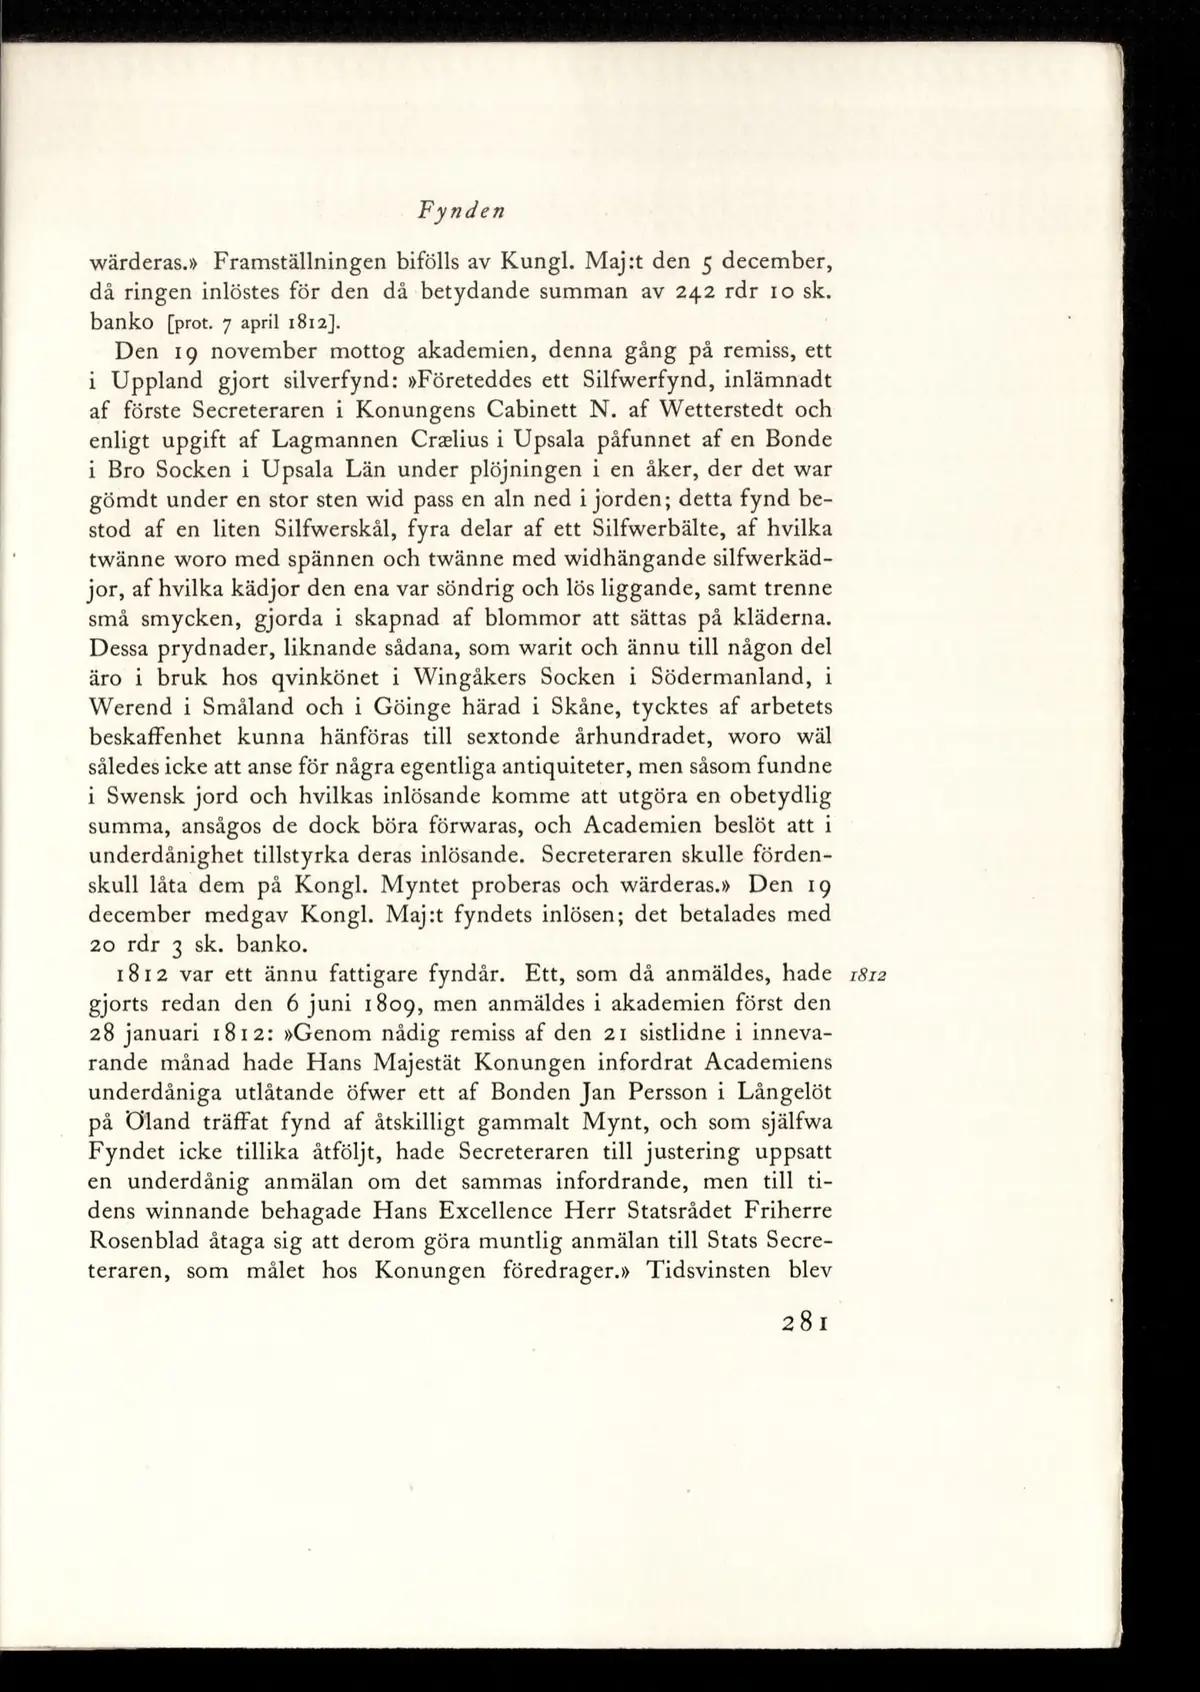 Fynden
wärderas.» Framställningen bifölls av Kungl. Maj:t den 5 december,
då ringen inlöstes för den då betydande summan av 242 rdr 10 sk.
banko [prot. 7 april 1812].
Den 19 november mottog akademien, denna gång på remiss, ett
i Uppland gjort silverfynd: »Företeddes ett Silfwerfynd, inlämnadt
af förste Secreteraren i Konungens Cabinett N. af Wetterstedt och
enligt upgift af Lagmannen Crælius i Upsala påfunnet af en Bonde
i Bro Socken i Upsala Län under plöjningen i en åker, der det war
gömdt under en stor sten wid pass en aln ned i jorden; detta fynd be-
stod af en liten Silfwerskål, fyra delar af ett Silfwerbälte, af hvilka
twänne woro med spännen och twänne med widhängande silfwerkäd-
jor, af hvilka kädjor den ena var söndrig och lös liggande, samt trenne
små smycken, gjorda i skapnad af blommor att sättas på kläderna.
Dessa prydnader, liknande sådana, som warit och ännu till någon del
äro i bruk hos qvinkönet i Wingåkers Socken i Södermanland, i
Werend i Småland och i Göinge härad i Skåne, tycktes af arbetets
beskaffenhet kunna hänföras till sextonde århundradet, woro wäl
således icke att anse för några egentliga antiquiteter, men såsom fundne
i Swensk jord och hvilkas inlösande komme att utgöra en obetydlig
summa, ansågos de dock böra förwaras, och Academien beslöt att i
underdånighet tillstyrka deras inlösande. Secreteraren skulle förden-
skull låta dem på Kongl. Myntet proberas och wärderas.» Den 19
december medgav Kongl. Maj:t fyndets inlösen; det betalades med
20 rdr 3 sk. banko.
1812 var ett ännu fattigare fyndår. Ett, som då anmäldes, hade 1812
gjorts redan den 6 juni 1809, men anmäldes i akademien först den
28 januari 1812: »Genom nådig remiss af den 21 sistlidne i inneva-
rande månad hade Hans Majestät Konungen infordrat Academiens
underdåniga utlåtande öfwer ett af Bonden Jan Persson i Långelöt
på Öland träffat fynd af åtskilligt gammalt Mynt, och som sjelfwa
Fyndet icke tillika åtföljt, hade Secreteraren till justering uppsatt
en underdånig anmälan om det sammas infordrande, men till ti-
dens winnande behagade Hans Excellence Herr Statsrådet Friherre
Rosenblad åtaga sig att derom göra muntlig anmälan till Stats Secre-
teraren, som målet hos Konungen föredrager.» Tidsvinsten blev
281